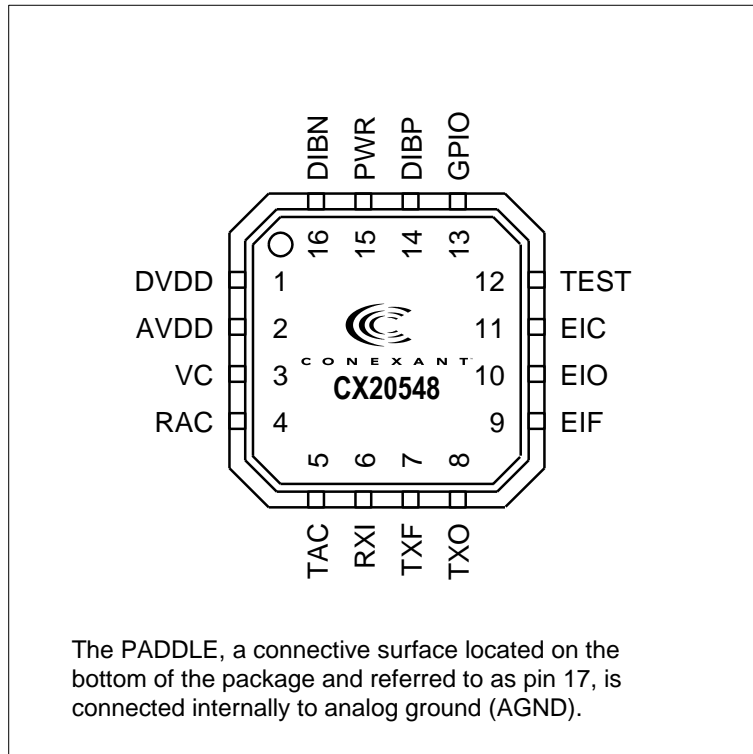 DIBN PWR DIBP GPIO
16 15 14 13
DVDD 1 12 TEST
AVDD 2 11 EIC
CONEXANT
VC 3 10 EIO
CX20548
RAC 4 9 EIF
5 6 7 8
TAC RXI TXF TXO
The PADDLE, a connective surface located on the
bottom of the package and referred to as pin 17, is
connected internally to analog ground (AGND).